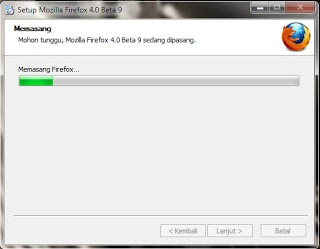 Setup Mozilla Firefox 4.0 Beta 9
Memasang
Mohon tunggu, Mozilla Firefox 4.0 Beta 9 sedang dipasang.
Memasang Firefox...
< Kembali
Lanjut >
Batal